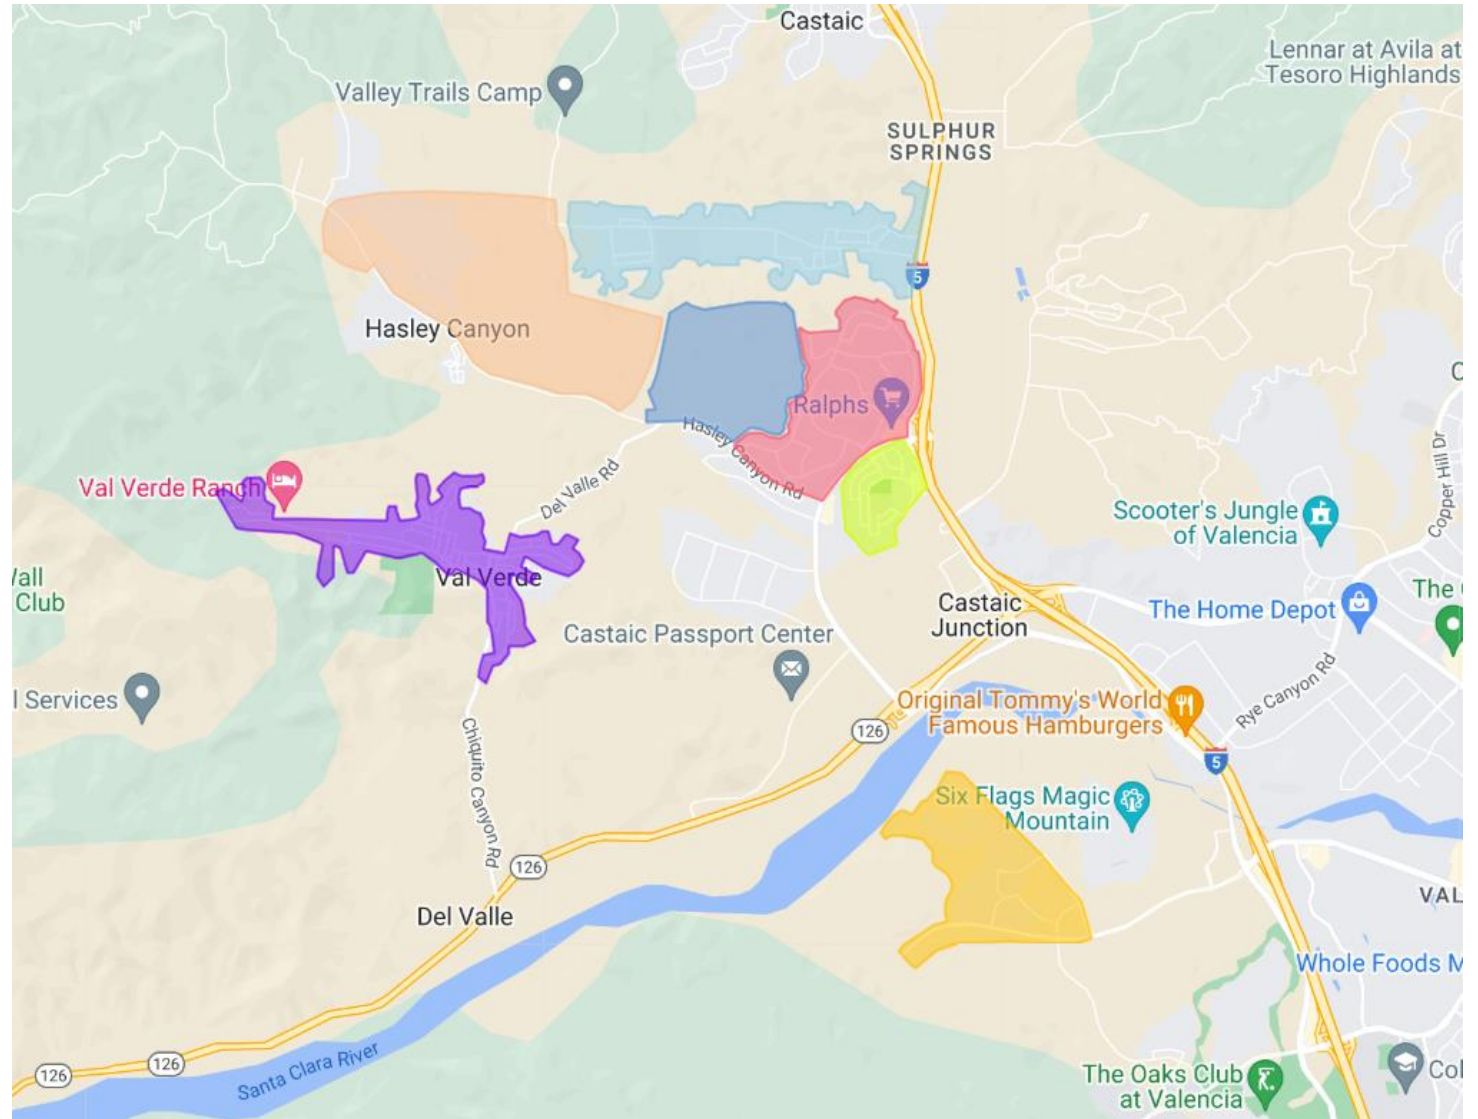 Castaic
Lennar at Avila at
Tesoro Highlands
Valley Trails Camp
SULPHUR
SPRINGS
5
Hasley Canyon
C
Ralphs
Hasley Canyon Rd
Val Verde Ranch
Del Valle Rd
Copper Hill Dr
Scooter's Jungle
of Valencia
Val Verde
/all
Club
The C
Castaic
Junction
The Home Depot
Castaic Passport Center
l Services
Original Tommy's World
Famous Hamburgers
Rye Canyon Rd
126
5
Chiquito Canyon Rd
Six Flags Magic
Mountain
126
VAL
Del Valle
Whole Foods M
Santa Clara River
126
126
The Oaks Club
at Valencia
Col